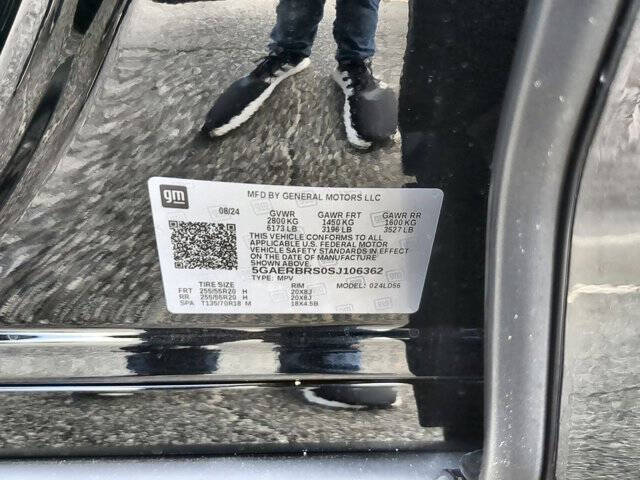 gm
MFD BY GENERAL MOTORS LLC
08/24 GVWR GAWR FRT GAWR RR
2800 KG 1450 KG 1600 KG
6173 LB 3196 LB 3527 LB
THIS VEHICLE CONFORMS TO ALL
APPLICABLE U.S. FEDERAL MOTOR
VEHICLE SAFETY STANDARDS IN EFFECT
ON THE DATE OF MANUFACTURE
SHOWN ABOVE.
5GAERBRS0SJ106362
TYPE: MPV MODEL: 024LD56
TIRE SIZE RIM
FRT 255/55R20 H 20X8J
RR 255/55R20 H 20X8J
SPA T135/70R18 M 18X4.5B